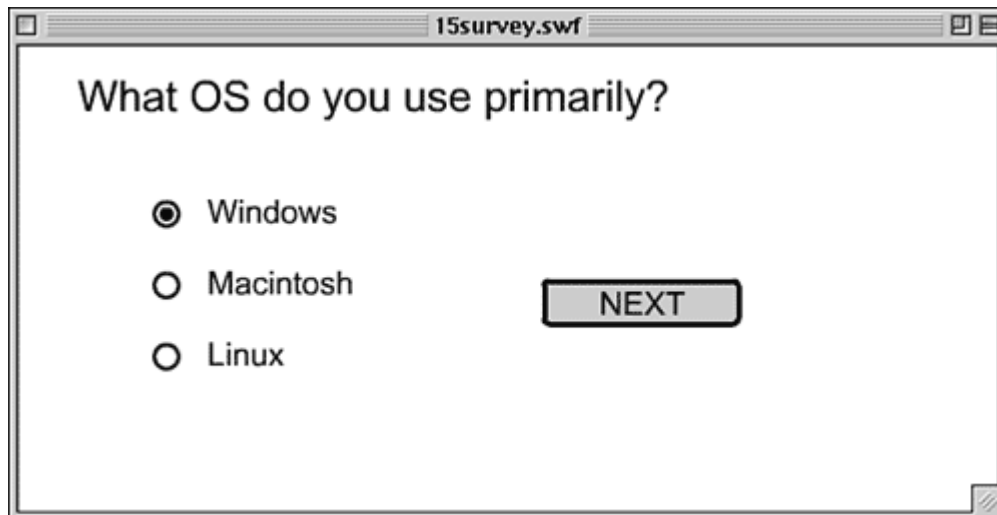 15survey.swf
What OS do you use primarily?
Windows
Macintosh
NEXT
Linux